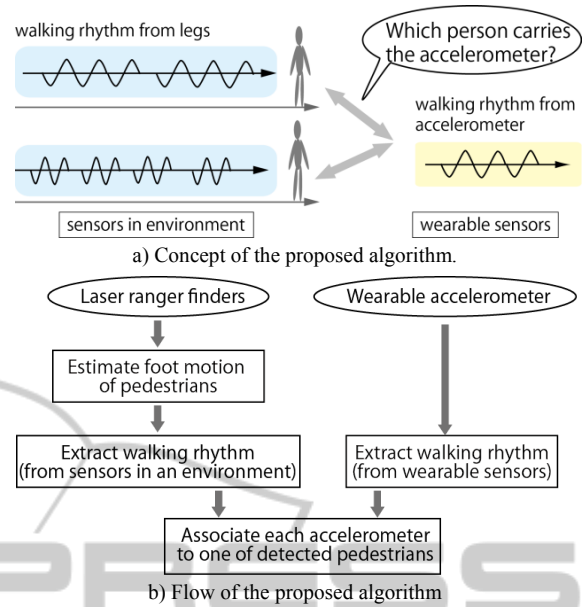 walking rhythm from legs
Which person carries
the accelerometer?
walking rhythm from
accelerometer
sensors in environment
wearable sensors
a) Concept of the proposed algorithm.
Laser ranger finders
Wearable accelerometer
Estimate foot motion
of pedestrians
Extract walking rhythm
(from sensors in an environment)
Extract walking rhythm
(from wearable sensors)
Associate each accelerometer
to one of detected pedestrians
b) Flow of the proposed algorithm
PRESS